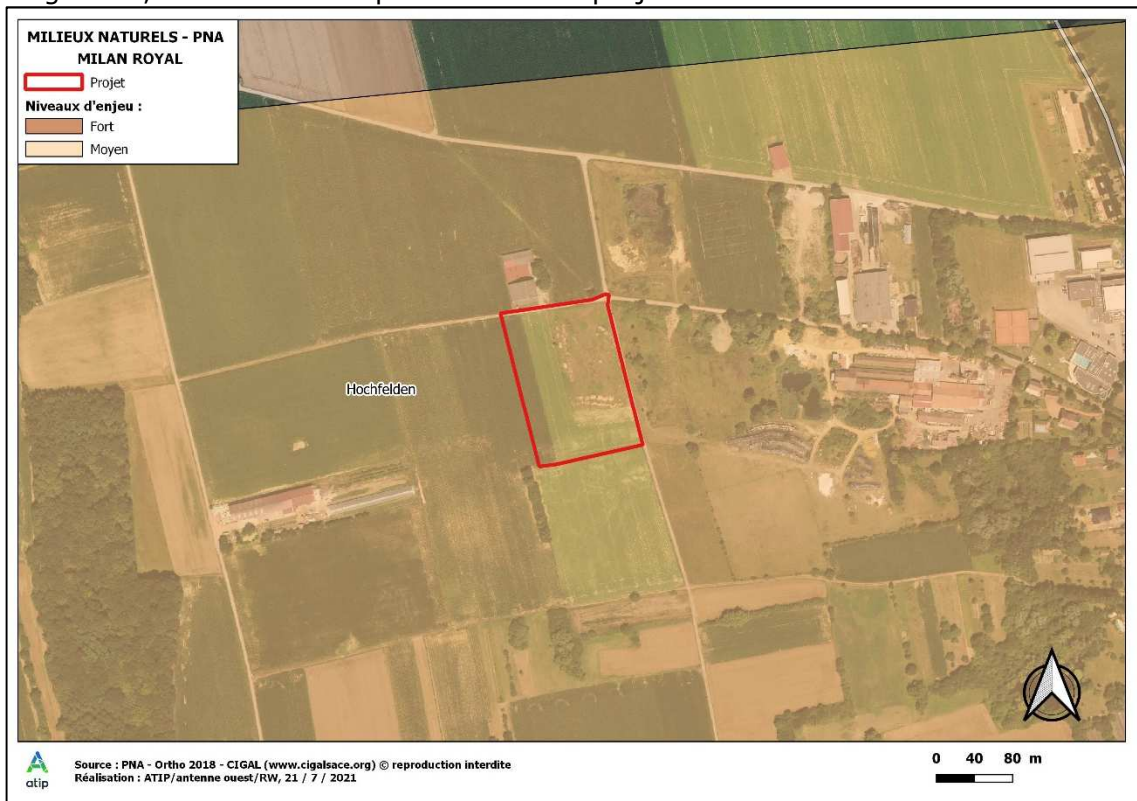 MILIEUX NATURELS - PNA
MILAN ROYAL
Projet
Niveaux d'enjeu :
Fort
Moyen
Hochfelden
atip
Source : PNA - Ortho 2018 - CIGAL (www.cigalsace.org) © reproduction interdite
Réalisation : ATIP/antenne ouest/RW, 21 / 7 / 2021
0 40 80 m